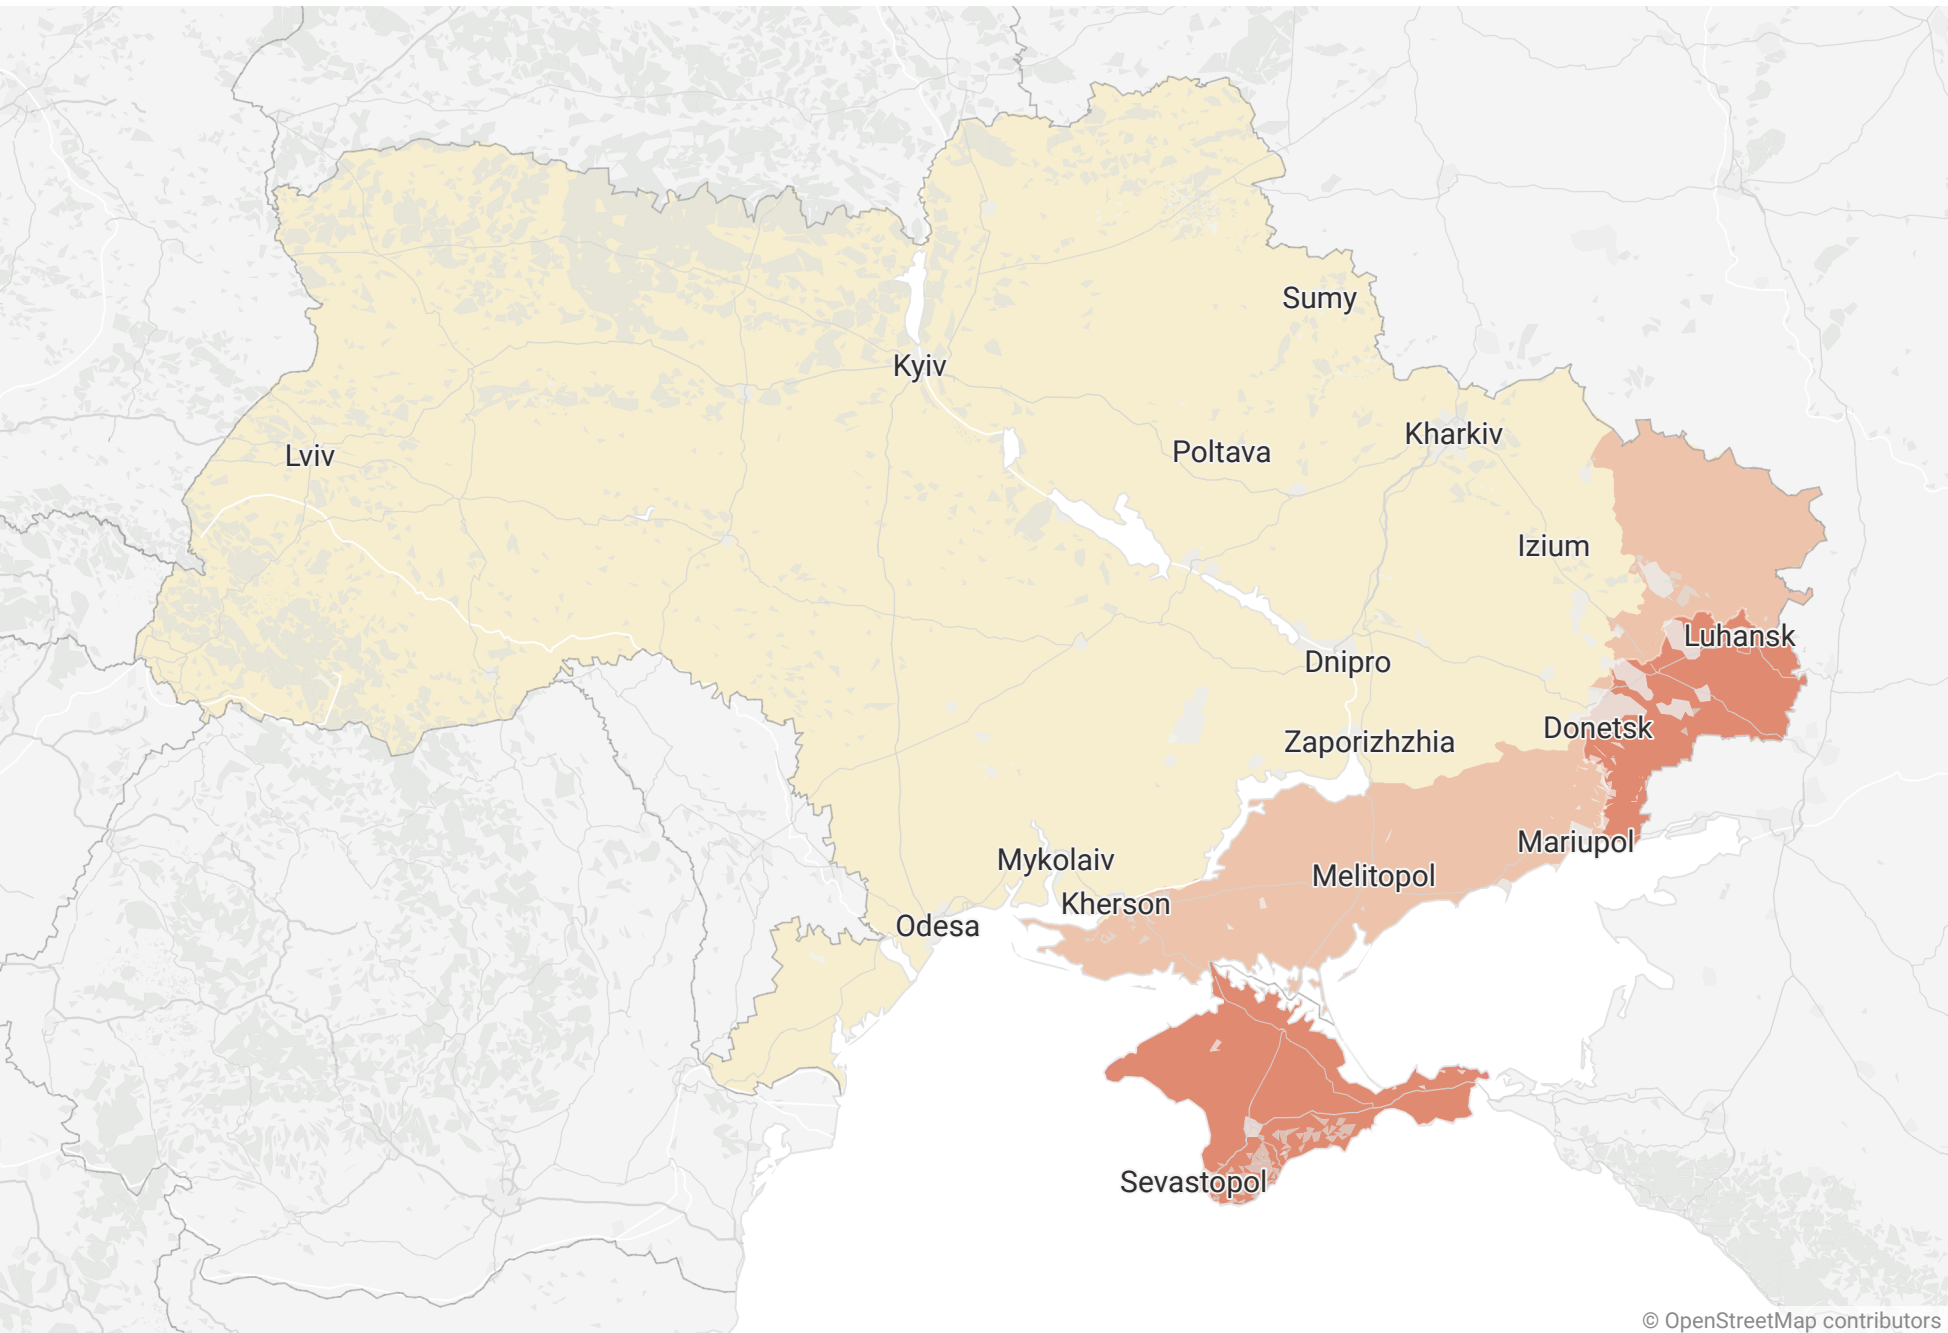 Sumy
Kyiv
Kharkiv
Poltava
Lviv
Izium
Luhansk
Dnipro
Donetsk
Zaporizhzhia
Mariupol
Mykolaiv
Melitopol
Kherson
Odesa
Sevastopol
© OpenStreetMap contributors